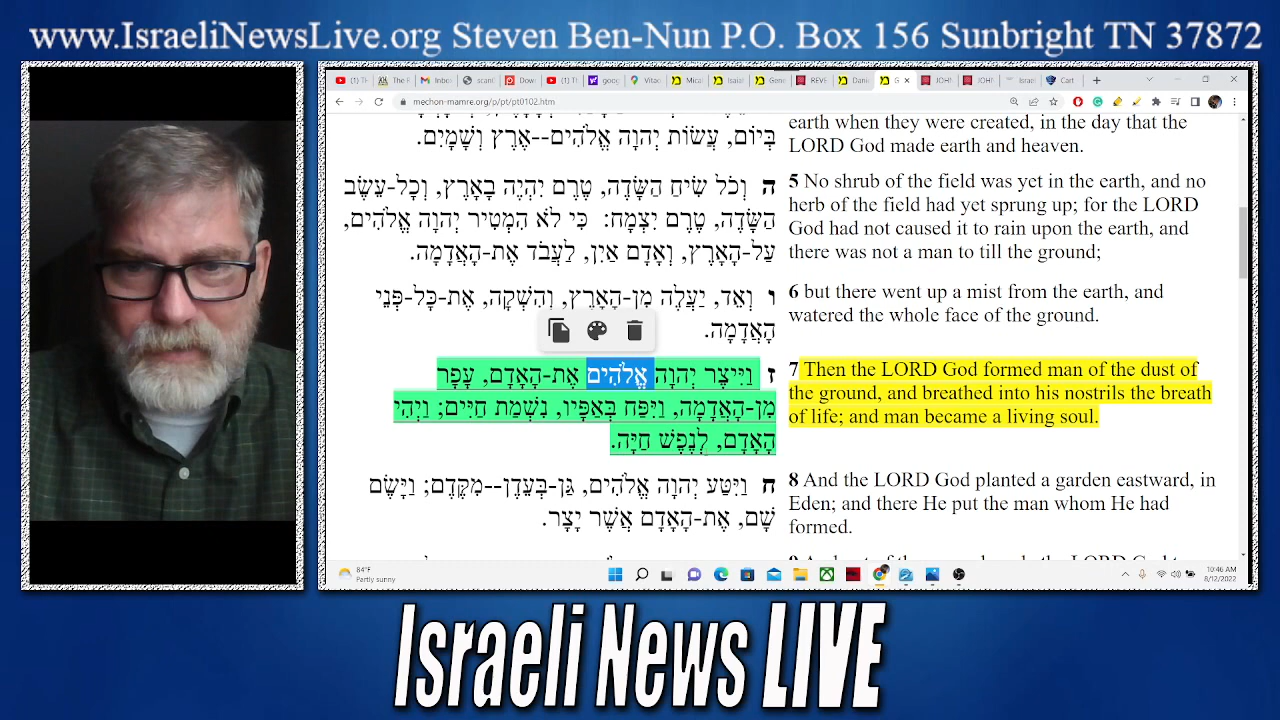 www.IsraeliNewsLive.org Steven Ben-Nun P.O. Box 156 Sunbright TN 37872
mechon-mamre.org/p/pt/pt0102.htm
בְּיוֹם, עֲשׂוֹת יְהוָה אֱלֹהִים--אֶרֶץ וְשָׁמָיִם.
ה וְכֹל שִׂיחַ הַשָּׂדֶה, טֶרֶם יִהְיֶה בָאָרֶץ, וְכָל-עֵשֶׂב
הַשָּׂדֶה, טֶרֶם יִצְמָח: כִּי לֹא הִמְטִיר יְהוָה אֱלֹהִים,
עַל-הָאָרֶץ, וְאָדָם אַיִן, לַעֲבֹד אֶת-הָאֲדָמָה.
ו וְאֵד, יַעֲלֶה מִן-הָאָרֶץ, וְהִשְׁקָה, אֶת-כָּל-פְּנֵי
הָאֲדָמָה.
ז וַיִּיצֶר יְהוָה אֱלֹהִים אֶת-הָאָדָם, עָפָר
מִן-הָאֲדָמָה, וַיִּפַּח בְּאַפָּיו, נִשְׁמַת חַיִּים; וַיְהִי
הָאָדָם, לְנֶפֶשׁ חַיָּה.
ח וַיִּטַּע יְהוָה אֱלֹהִים, גַּן-בְּעֵדֶן--מִקֶּדֶם; וַיָּשֶׂם
שָׁם, אֶת-הָאָדָם אֲשֶׁר יָצָר.
earth when they were created, in the day that the
LORD God made earth and heaven.
5 No shrub of the field was yet in the earth, and no
herb of the field had yet sprung up; for the LORD
God had not caused it to rain upon the earth, and
there was not a man to till the ground;
6 but there went up a mist from the earth, and
watered the whole face of the ground.
7 Then the LORD God formed man of the dust of
the ground, and breathed into his nostrils the breath
of life; and man became a living soul.
8 And the LORD God planted a garden eastward, in
Eden; and there He put the man whom He had
formed.
84°F
Partly sunny
10:46 AM
8/12/2022
Israeli News LIVE